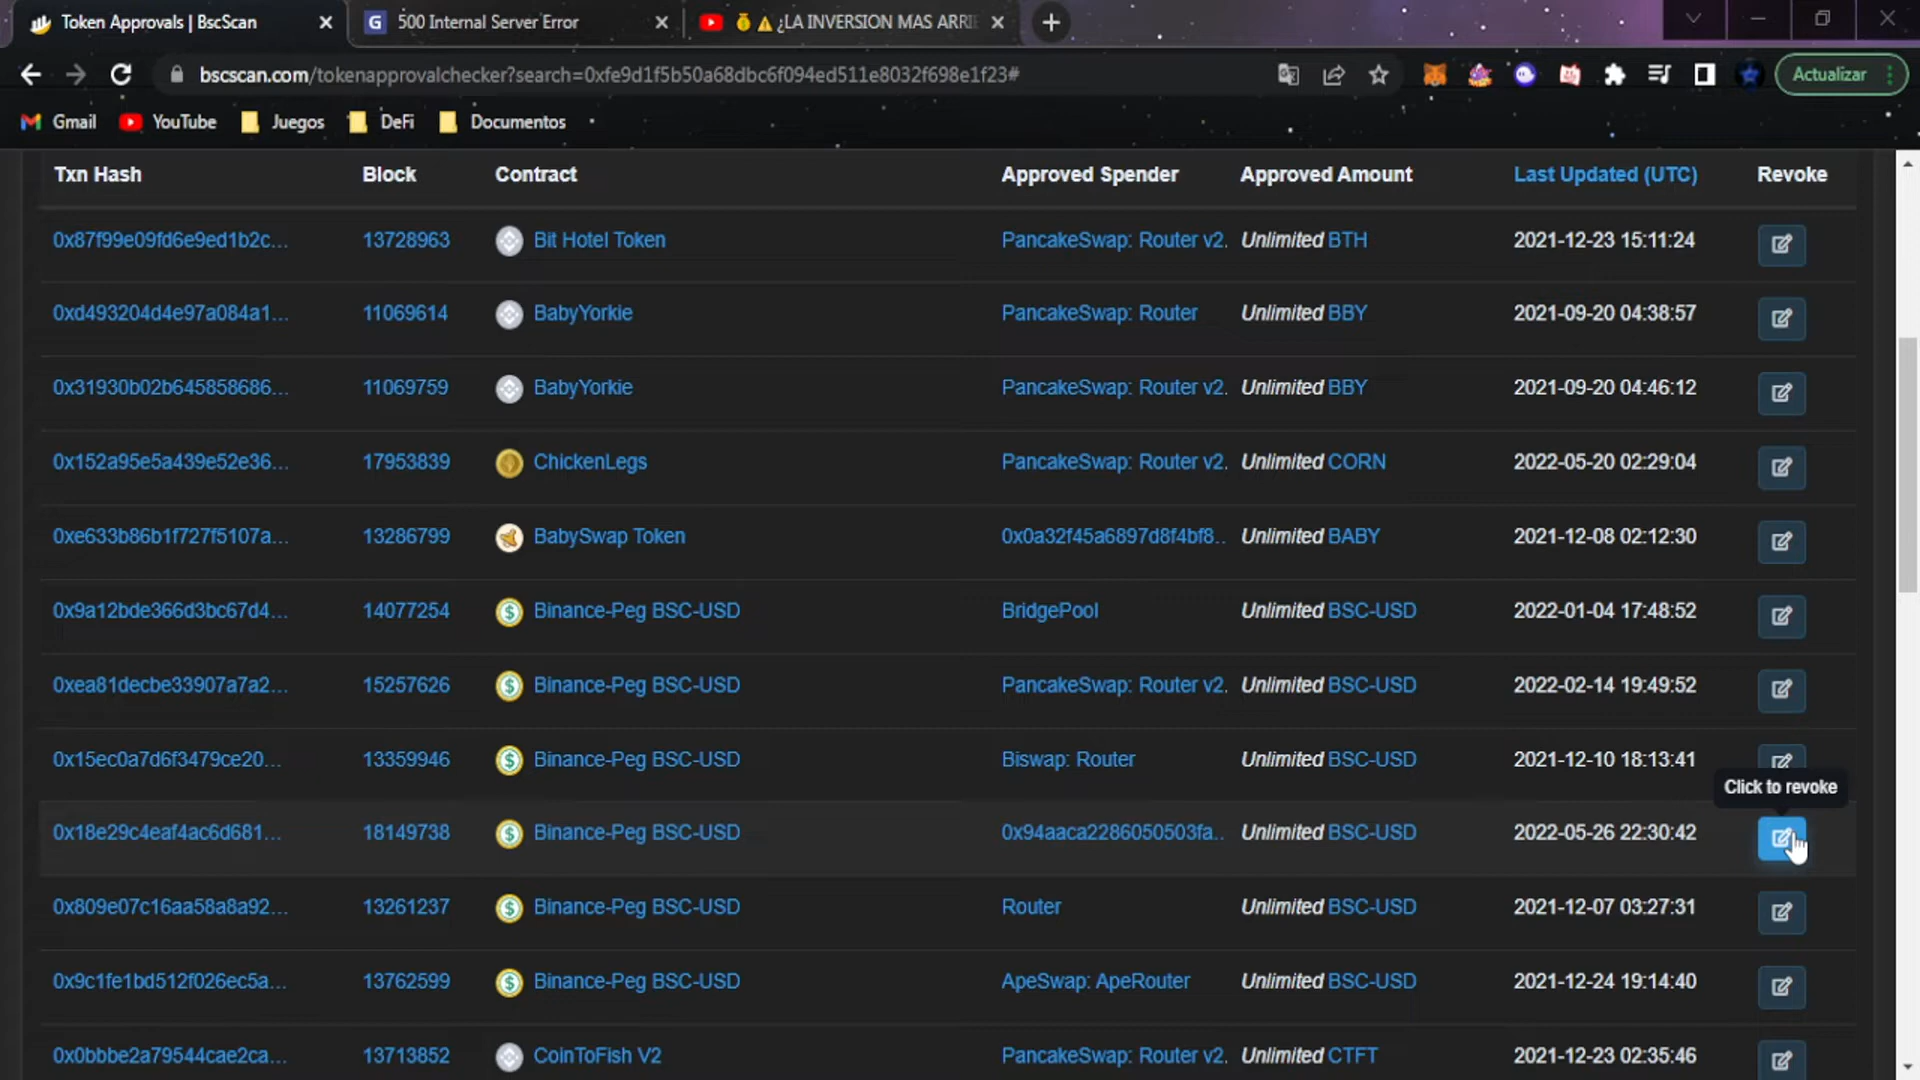 Token Approvals | BscScan
500 Internal Server Error
¿LA INVERSION MAS ARRIE
bscscan.com/tokenapprovalchecker?search=0xfe9d1f5b50a68dbc6f094ed511e8032f698e1f23#
Actualizar
Gmail YouTube Juegos DeFi Documentos
Txn Hash Block Contract Approved Spender Approved Amount Last Updated (UTC) Revoke
0x87f99e09fd6e9ed1b2c... 13728963 Bit Hotel Token PancakeSwap: Router v2. Unlimited BTH 2021-12-23 15:11:24
0xd493204d4e97a084a1... 11069614 BabyYorkie PancakeSwap: Router Unlimited BBY 2021-09-20 04:38:57
0x31930b02b645858686... 11069759 BabyYorkie PancakeSwap: Router v2. Unlimited BBY 2021-09-20 04:46:12
0x152a95e5a439e52e36... 17953839 ChickenLegs PancakeSwap: Router v2. Unlimited CORN 2022-05-20 02:29:04
0xe633b86b1f727f5107a... 13286799 BabySwap Token 0x0a32f45a6897d8f4bf8.. Unlimited BABY 2021-12-08 02:12:30
0x9a12bde366d3bc67d4... 14077254 Binance-Peg BSC-USD BridgePool Unlimited BSC-USD 2022-01-04 17:48:52
0xea81decbe33907a7a2... 15257626 Binance-Peg BSC-USD PancakeSwap: Router v2. Unlimited BSC-USD 2022-02-14 19:49:52
0x15ec0a7d6f3479ce20... 13359946 Binance-Peg BSC-USD Biswap: Router Unlimited BSC-USD 2021-12-10 18:13:41
Click to revoke
0x18e29c4eaf4ac6d681... 18149738 Binance-Peg BSC-USD 0x94aaca2286050503fa.. Unlimited BSC-USD 2022-05-26 22:30:42
0x809e07c16aa58a8a92... 13261237 Binance-Peg BSC-USD Router Unlimited BSC-USD 2021-12-07 03:27:31
0x9c1fe1bd512f026ec5a... 13762599 Binance-Peg BSC-USD ApeSwap: ApeRouter Unlimited BSC-USD 2021-12-24 19:14:40
0x0bbbe2a79544cae2ca... 13713852 CoinToFish V2 PancakeSwap: Router v2. Unlimited CTFT 2021-12-23 02:35:46